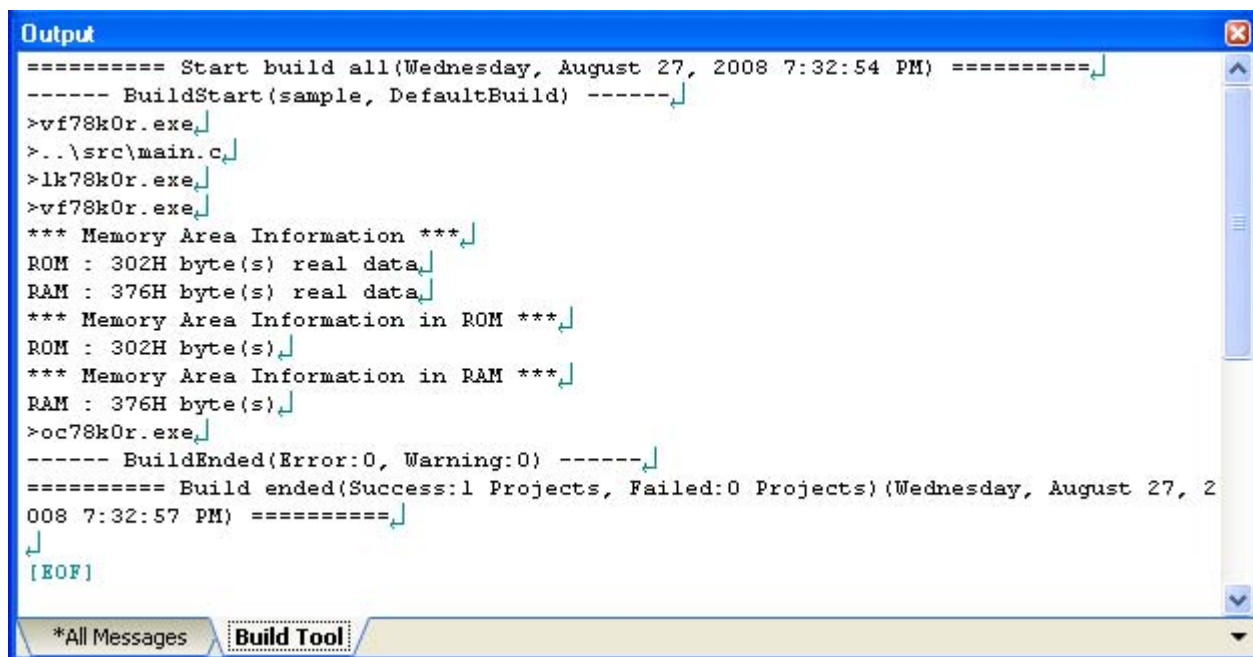 Output
========== Start build all(Wednesday, August 27, 2008 7:32:54 PM) ==========
------ BuildStart(sample, DefaultBuild) ------
>vf78k0r.exe
>..\src\main.c
>lk78k0r.exe
>vf78k0r.exe
*** Memory Area Information ***
ROM : 302H byte(s) real data
RAM : 376H byte(s) real data
*** Memory Area Information in ROM ***
ROM : 302H byte(s)
*** Memory Area Information in RAM ***
RAM : 376H byte(s)
>oc78k0r.exe
------ BuildEnded(Error:0, Warning:0) ------
========== Build ended(Success:1 Projects, Failed:0 Projects)(Wednesday, August 27, 2
008 7:32:57 PM) ==========
[EOF]
*All Messages Build Tool